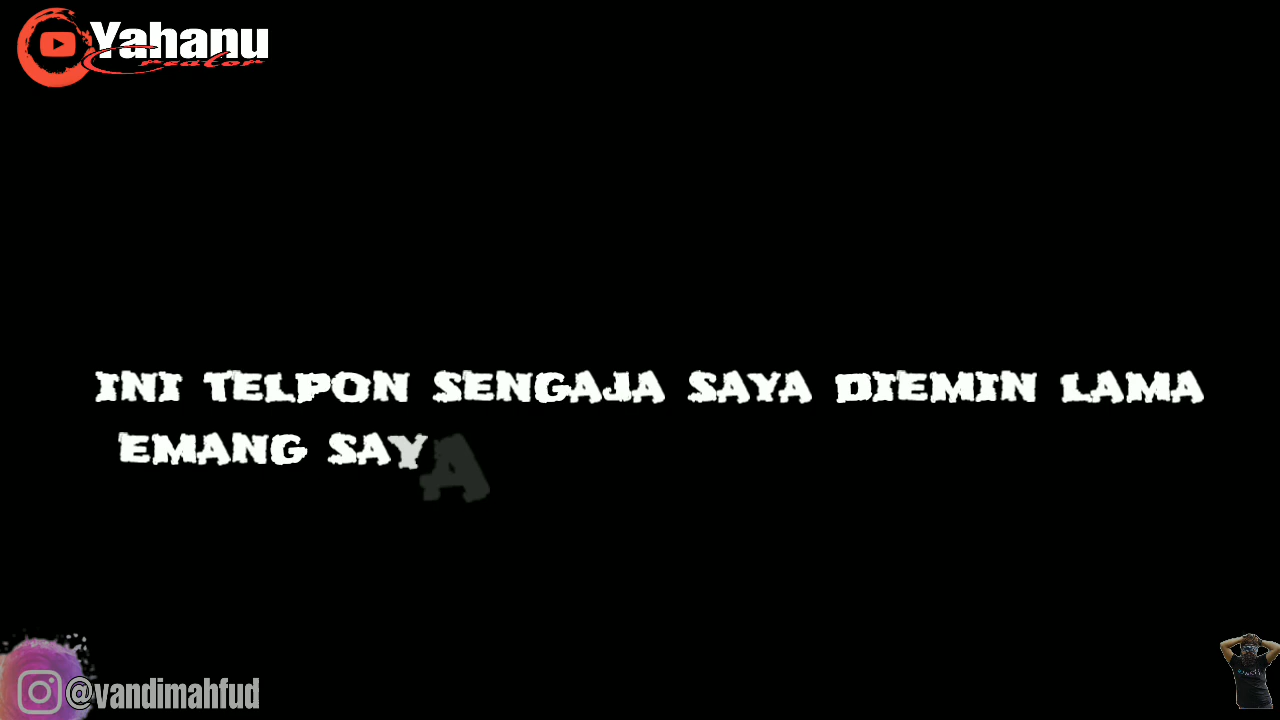 Yahanu
Creator
INI TELPON SENGAJA SAYA DIEMIN LAMA
EMANG SAYA
@vandimahfud